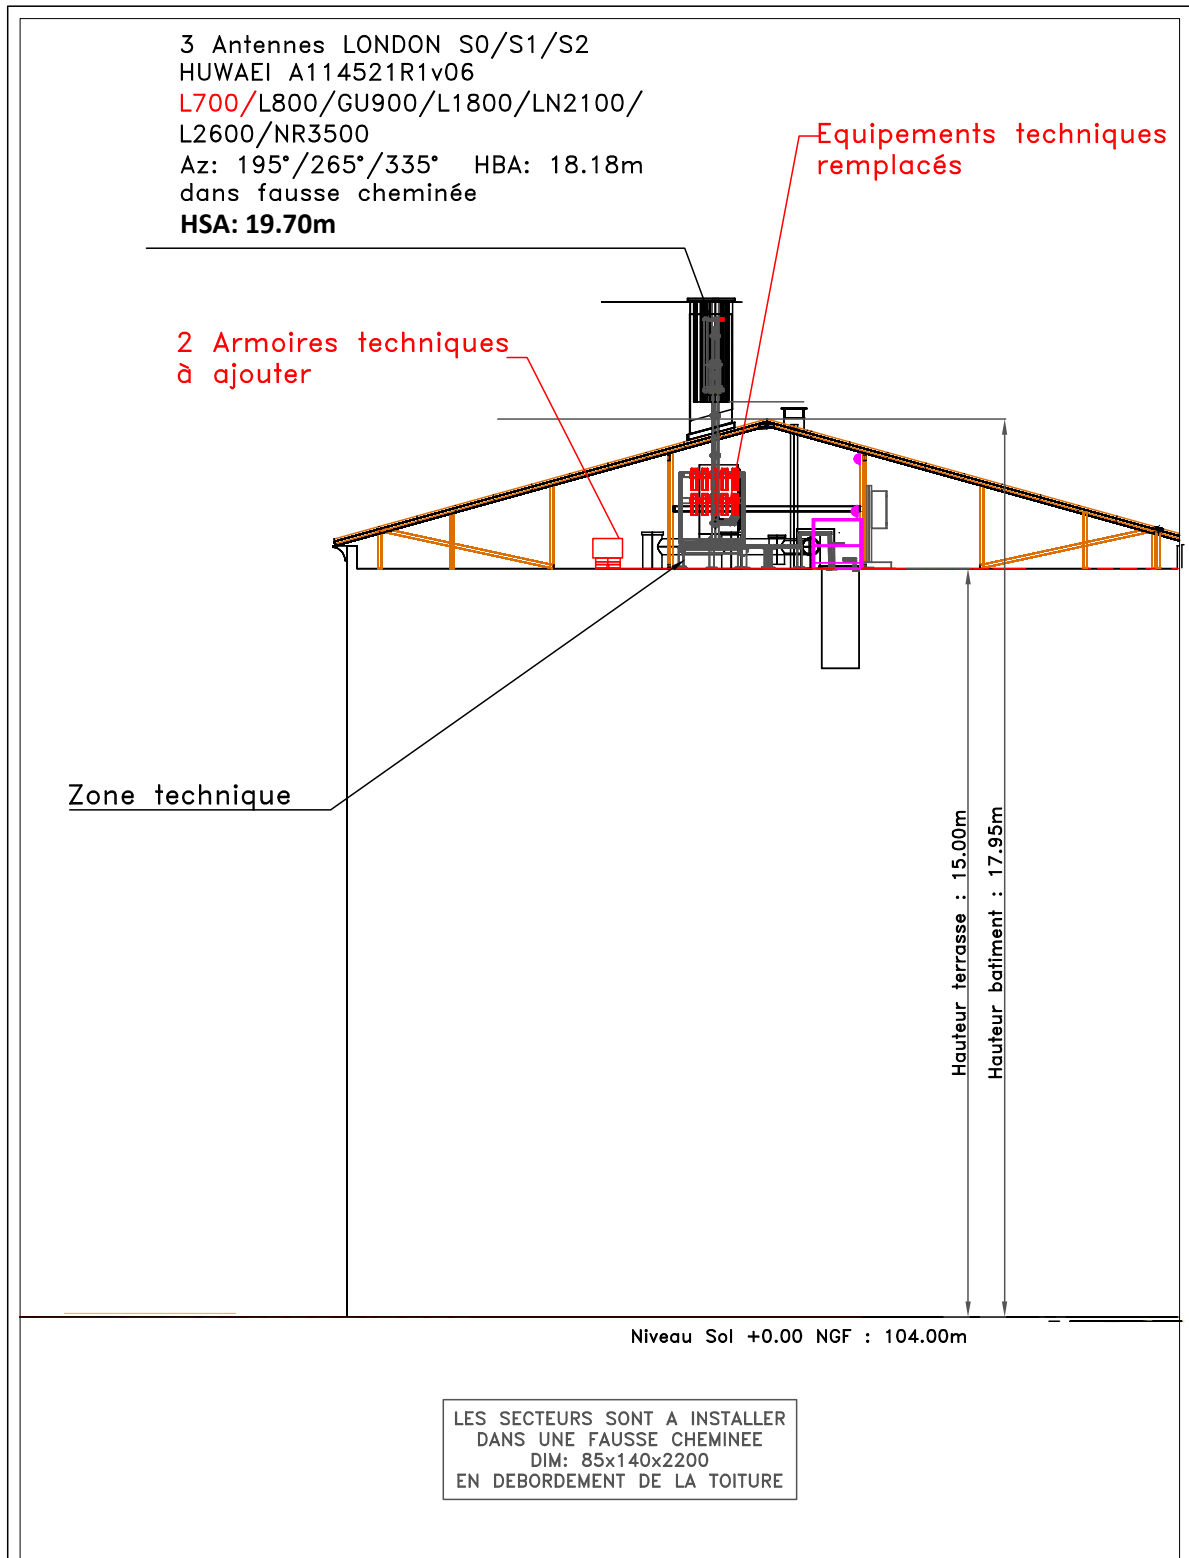 3 Antennes LONDON S0/S1/S2
HUWAEI A114521R1v06
L700/L800/GU900/L1800/LN2100/
L2600/NR3500
Az: 195°/265°/335° HBA: 18.18m
dans fausse cheminée
HSA: 19.70m
Equipements techniques
remplacés
2 Armoires techniques
à ajouter
Zone technique
Hauteur terrasse : 15.00m
Hauteur batiment : 17.95m
Niveau Sol +0.00 NGF : 104.00m
LES SECTEURS SONT A INSTALLER
DANS UNE FAUSSE CHEMINEE
DIM: 85x140x2200
EN DEBORDEMENT DE LA TOITURE